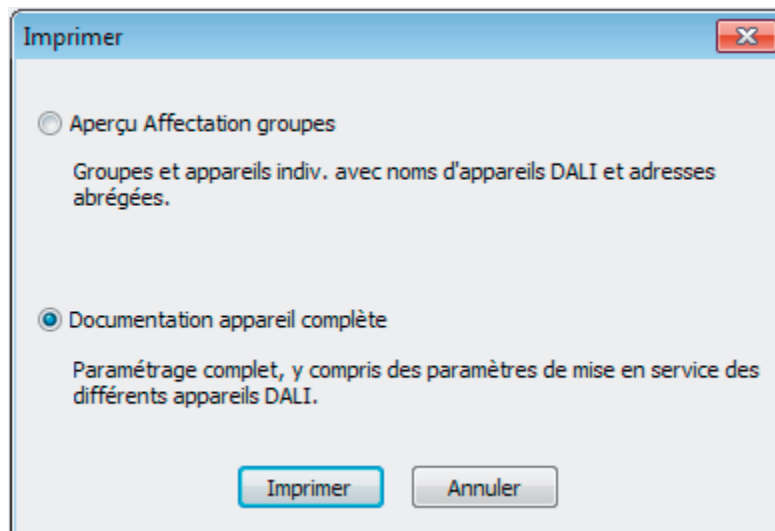 Imprimer
Aperçu Affectation groupes
Groupes et appareils indiv. avec noms d'appareils DALI et adresses
abrégées.
Documentation appareil complète
Paramétrage complet, y compris des paramètres de mise en service des
différents appareils DALI.
Imprimer
Annuler